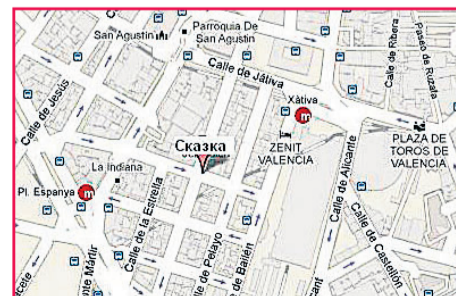 Parroquia De
San Agustin
San Agustin
Calle de Játiva
Calle de Ribera
Paseo de Ruzafa
Calle de Jesús
Xàtiva
m
Сказка
ZENIT
VALENCIA
PLAZA DE
TOROS DE
VALENCIA
La Indiana
Pl. Espanya
m
Calle de la Estrella
Calle de Pelayo
Calle de Bailén
Calle de Alicante
Calle de Castellón